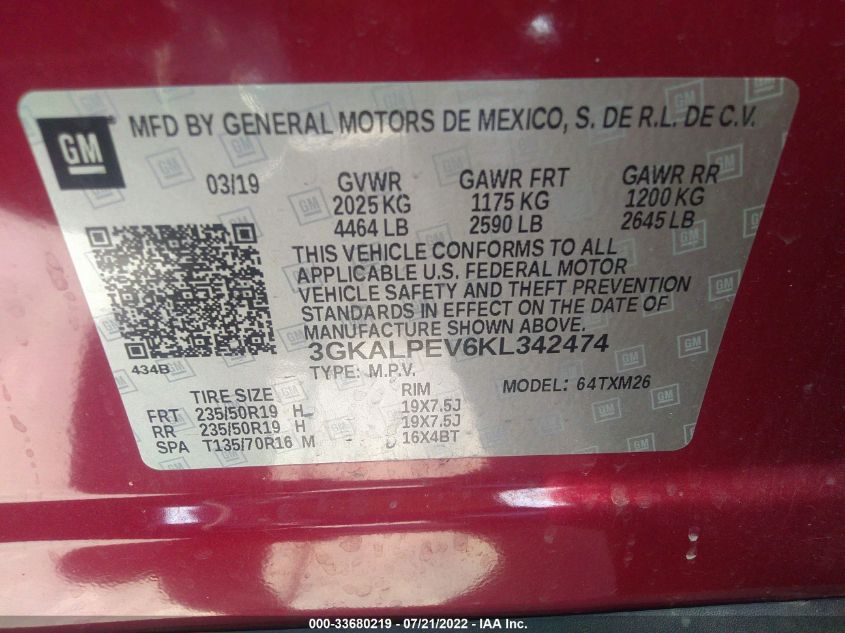 GM
MFD BY GENERAL MOTORS DE MEXICO, S. DE R.L. DE C.V.
03/19 GVWR GAWR FRT GAWR RR
2025 KG 1175 KG 1200 KG
4464 LB 2590 LB 2645 LB
THIS VEHICLE CONFORMS TO ALL
APPLICABLE U.S. FEDERAL MOTOR
VEHICLE SAFETY AND THEFT PREVENTION
STANDARDS IN EFFECT ON THE DATE OF
MANUFACTURE SHOWN ABOVE.
434B 3GKALPEV6KL342474
TYPE: M.P.V. MODEL: 64TXM26
TIRE SIZE RIM
FRT 235/50R19 H 19X7.5J
RR 235/50R19 H 19X7.5J
SPA T135/70R16 M 16X4BT
000-33680219 - 07/21/2022 - IAA Inc.